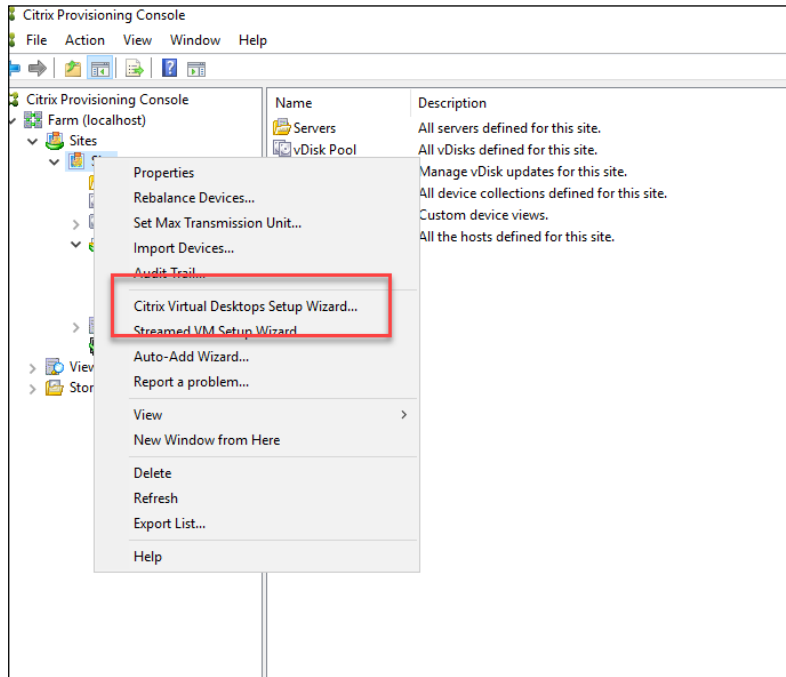 Citrix Provisioning Console
File Action View Window Help
Citrix Provisioning Console
Farm (localhost)
Sites
Name Description
Servers All servers defined for this site.
vDisk Pool All vDisks defined for this site.
Manage vDisk updates for this site.
All device collections defined for this site.
Custom device views.
All the hosts defined for this site.
Properties
Rebalance Devices...
Set Max Transmission Unit...
Import Devices...
Audit Trail...
Citrix Virtual Desktops Setup Wizard...
Streamed VM Setup Wizard
Auto-Add Wizard...
Report a problem...
View
New Window from Here
Delete
Refresh
Export List...
Help
View
Stor